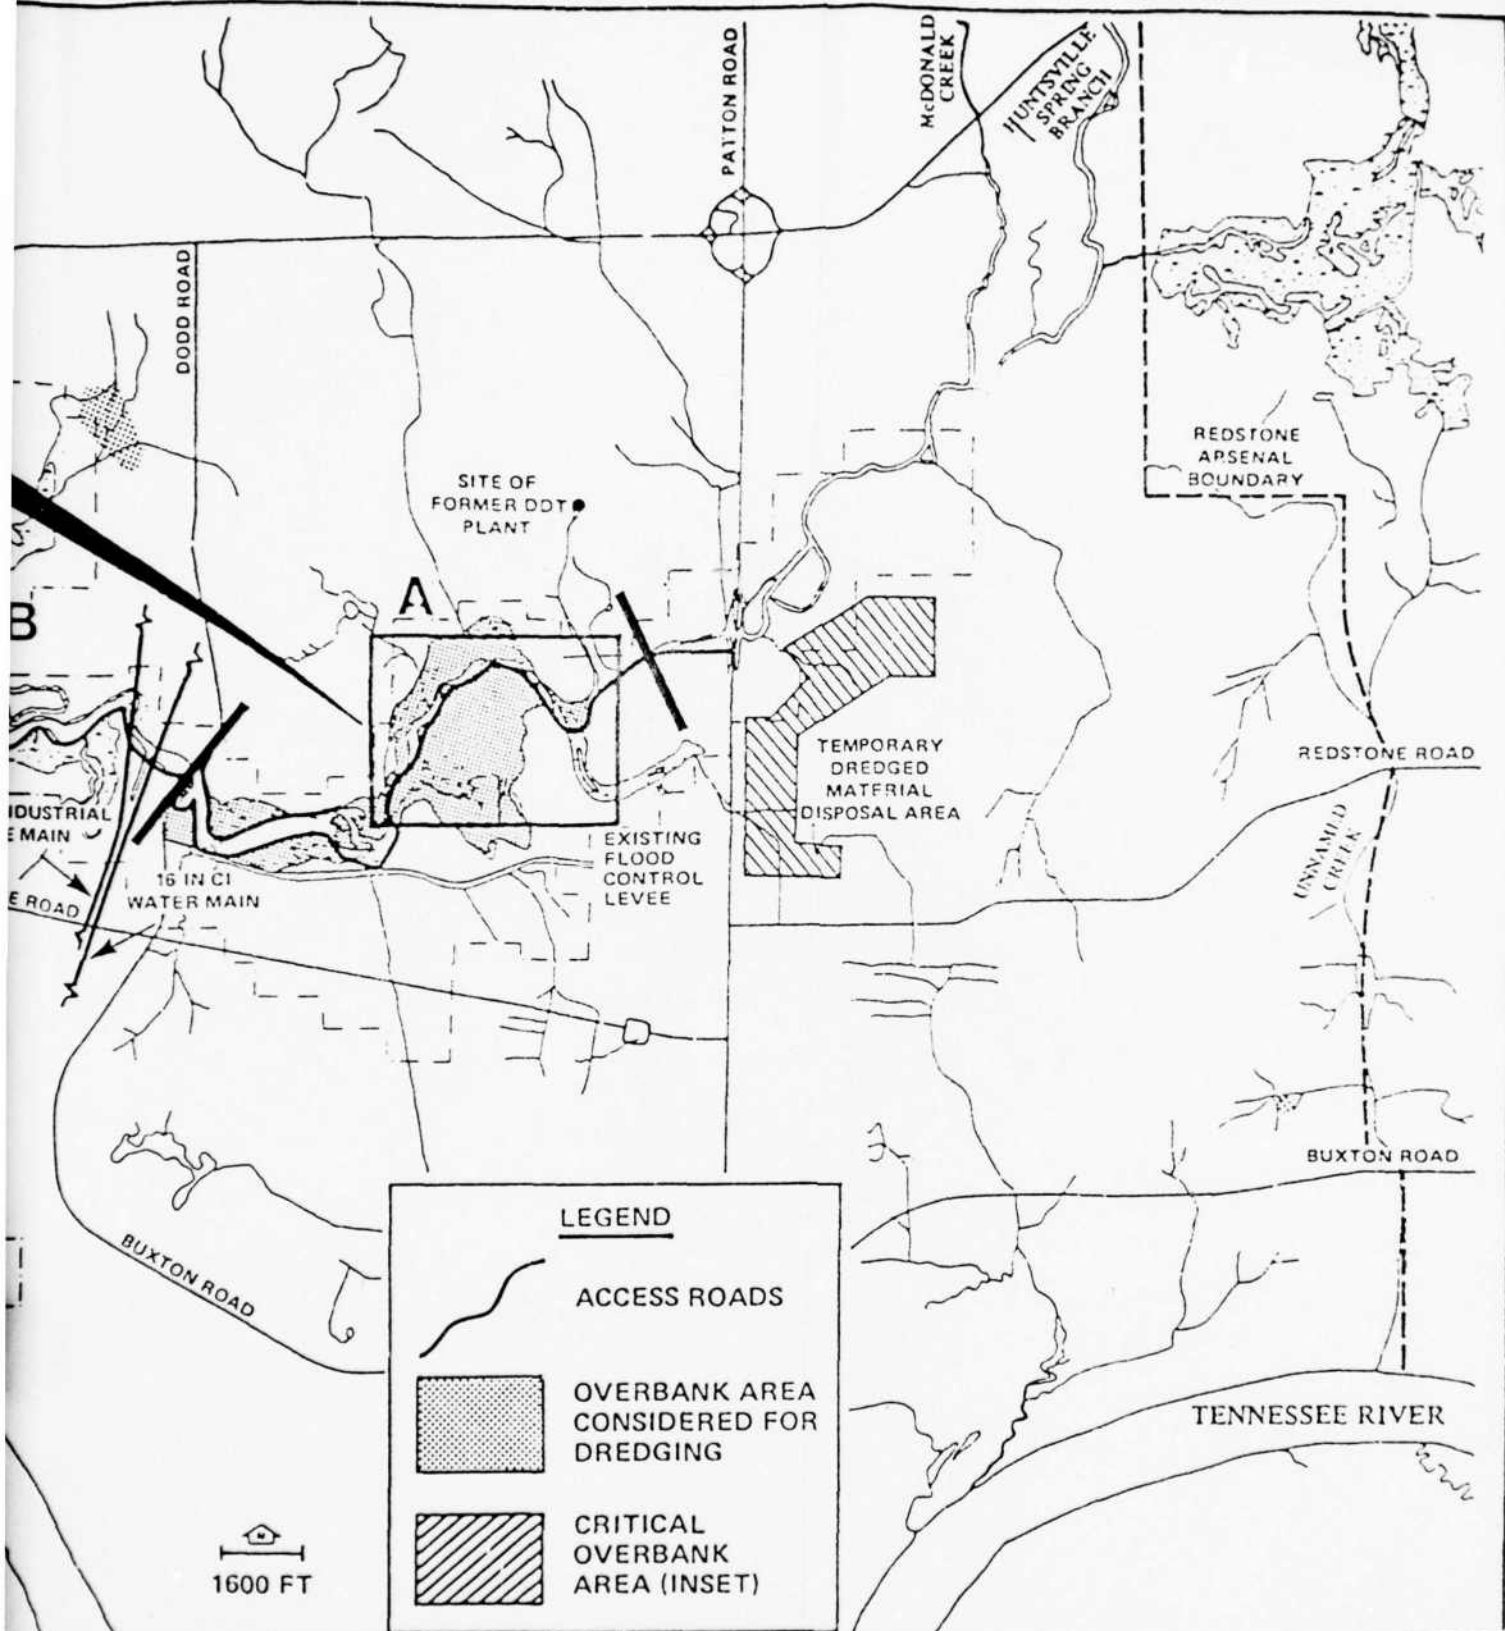 PATTON ROAD
McDONALD
CREEK
HUNTSVILLE
SPRING
BRANCH
DODD ROAD
REDSTONE
ARSENAL
BOUNDARY
SITE OF
FORMER DDT
PLANT
A
B
TEMPORARY
DREDGED
MATERIAL
DISPOSAL AREA
REDSTONE ROAD
INDUSTRIAL
E MAIN
EXISTING
FLOOD
CONTROL
LEVEE
UNNAMED
CREEK
16 IN CI
WATER MAIN
E ROAD
BUXTON ROAD
BUXTON ROAD
LEGEND
ACCESS ROADS
OVERBANK AREA
CONSIDERED FOR
DREDGING
CRITICAL
OVERBANK
AREA (INSET)
TENNESSEE RIVER
N
1600 FT